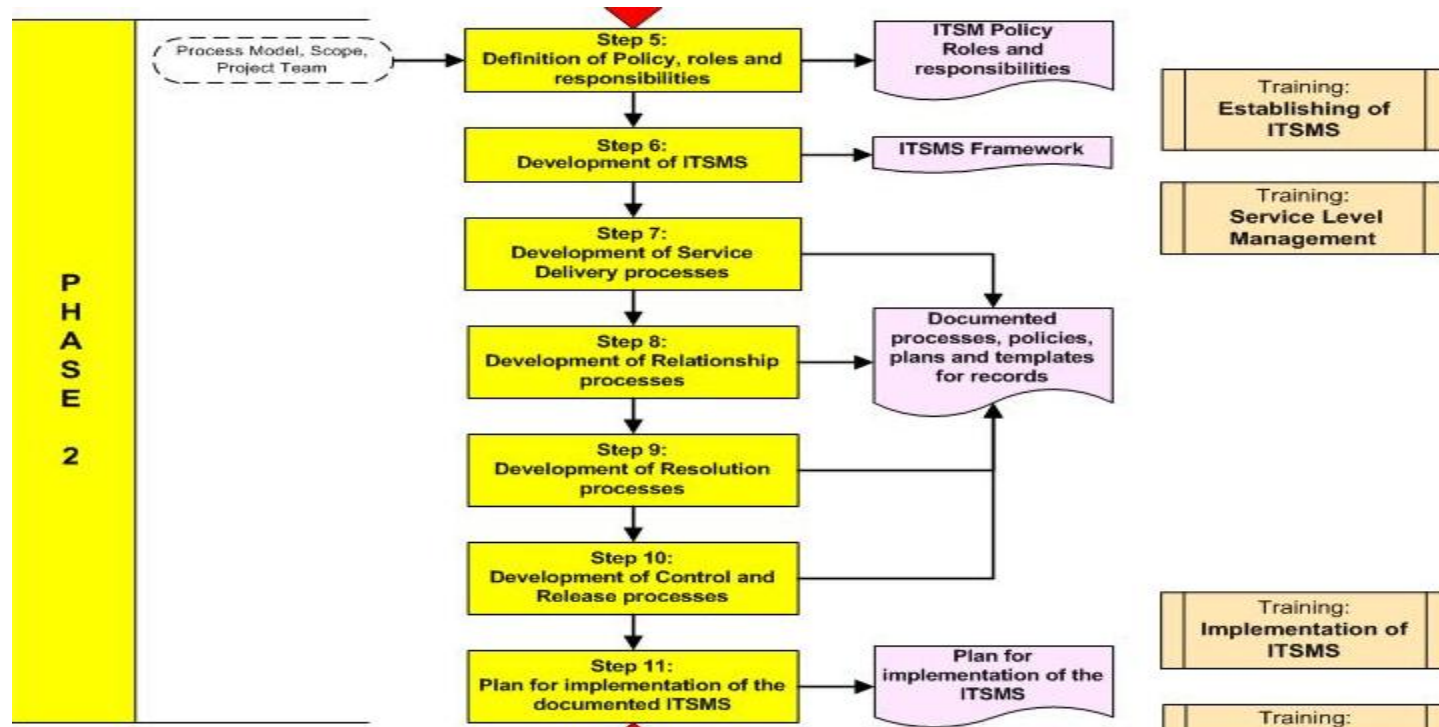 PHASE 2
Process Model, Scope,
Project Team
Step 5:
Definition of Policy, roles and
responsibilities
ITSM Policy
Roles and
responsibilities
Training:
Establishing of
ITSMS
Step 6:
Development of ITSMS
ITSMS Framework
Training:
Service Level
Management
Step 7:
Development of Service
Delivery processes
Documented
processes, policies,
plans and templates
for records
Step 8:
Development of Relationship
processes
Step 9:
Development of Resolution
processes
Step 10:
Development of Control and
Release processes
Training:
Implementation of
ITSMS
Step 11:
Plan for implementation of the
documented ITSMS
Plan for
implementation of the
ITSMS
Training: